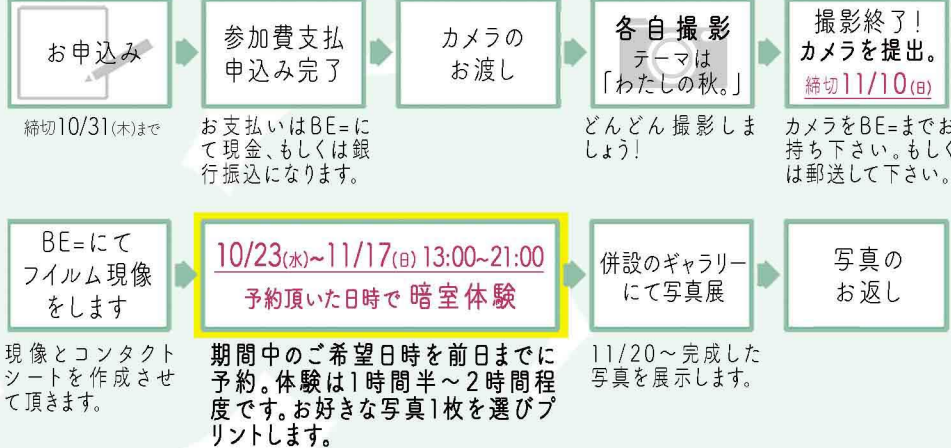 お申込み
締切10/31(木)まで
参加費支払
申込み完了
お支払いはBE=に
て現金、もしくは銀
行振込になります。
カメラの
お渡し
各自撮影
テーマは
「わたしの秋。」
どんどん撮影しま
しょう!
撮影終了!
カメラを提出。
締切11/10(日)
カメラをBE=までお
持ち下さい。もしく
は郵送して下さい。
BE=にて
フイルム現像
をします
現像とコンタクト
シートを作成させ
て頂きます。
10/23(水)~11/17(日) 13:00~21:00
予約頂いた日時で 暗室体験
期間中のご希望日時を前日までに
予約。体験は1時間半~2時間程
度です。お好きな写真1枚を選びプ
リントします。
併設のギャラリー
にて写真展
11/20~完成した
写真を展示します。
写真の
お返し